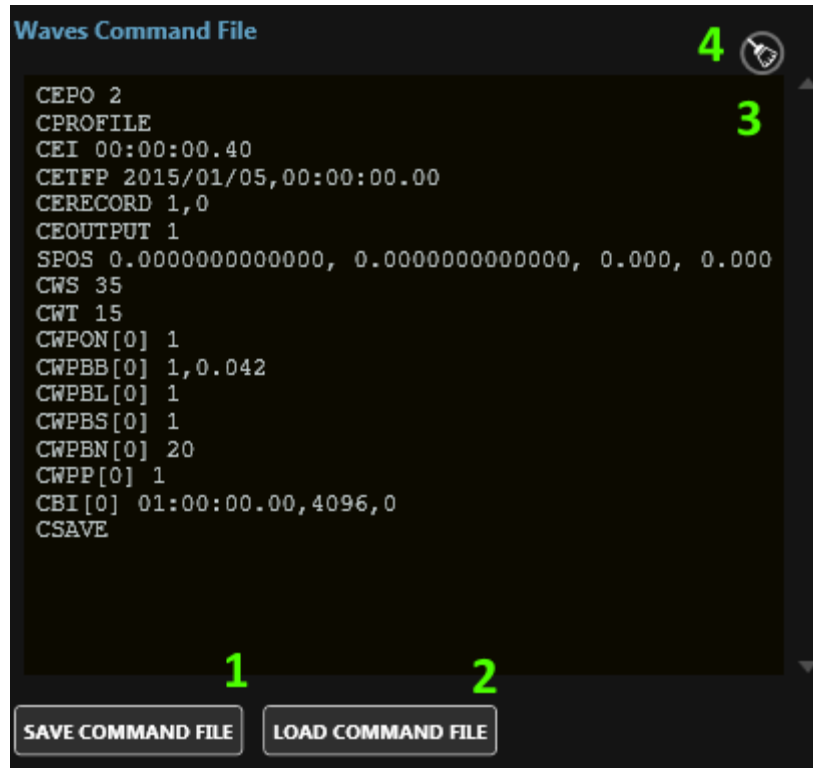 Waves Command File
4
3
CEPO 2
CPROFILE
CEI 00:00:00.40
CETFP 2015/01/05,00:00:00.00
CERECORD 1,0
CEOUTPUT 1
SPOS 0.0000000000000, 0.0000000000000, 0.000, 0.000
CWS 35
CWT 15
CWPON[0] 1
CWPBB[0] 1,0.042
CWPBL[0] 1
CWPBS[0] 1
CWPBN[0] 20
CWPP[0] 1
CBI[0] 01:00:00.00,4096,0
CSAVE
1
2
SAVE COMMAND FILE
LOAD COMMAND FILE